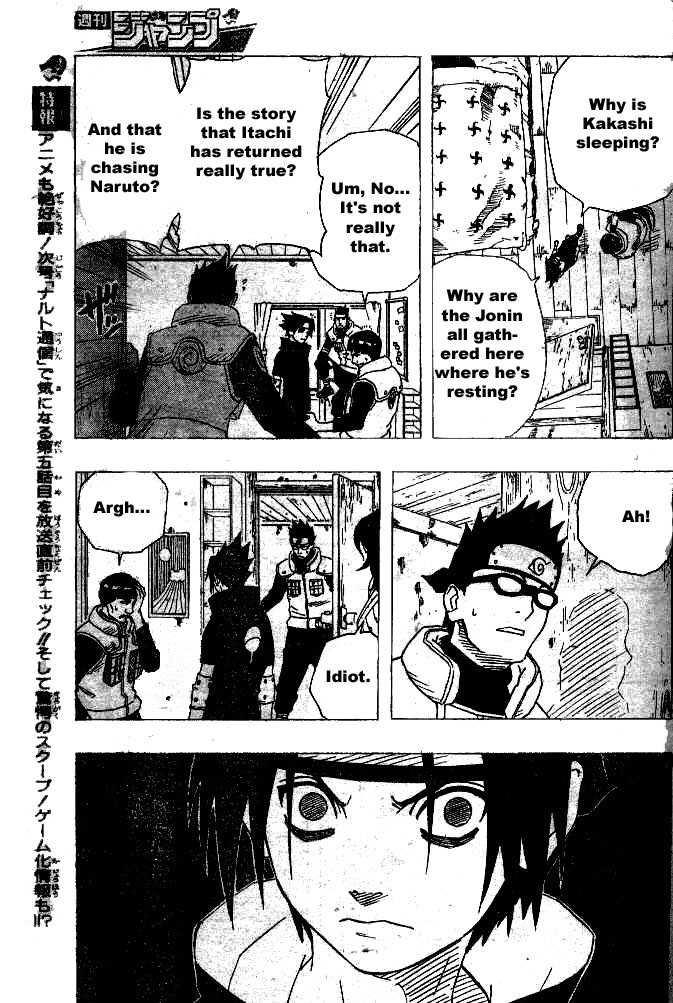 週刊
ジャンプ
Why is
Kakashi
sleeping?
Why are
the Jonin
all gath-
ered here
where he's
resting?
Um, No...
It's not
really
that.
Is the story
that Itachi
has returned
really true?
And that
he is
chasing
Naruto?
ザッ
Ah!
Idiot.
Argh...
特報
アニメも絶好調!次号「ナルト通信」で気になる第五話目を放送直前チェック!!そして驚愕のスクープ!ゲーム化情報も!!?